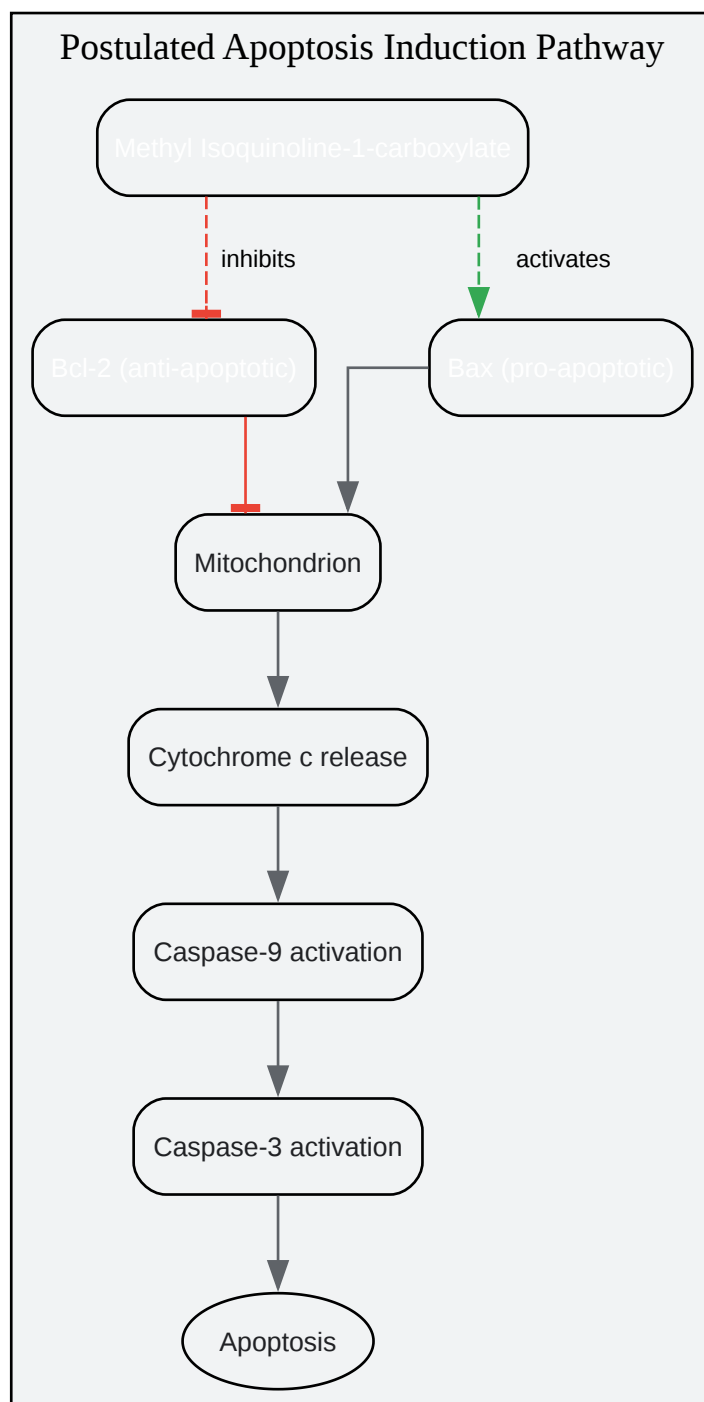 Postulated Apoptosis Induction Pathway
Methyl Isoquinoline-1-carboxylate
inhibits
activates
Bcl-2 (anti-apoptotic)
Bax (pro-apoptotic)
Mitochondrion
Cytochrome c release
Caspase-9 activation
Caspase-3 activation
Apoptosis